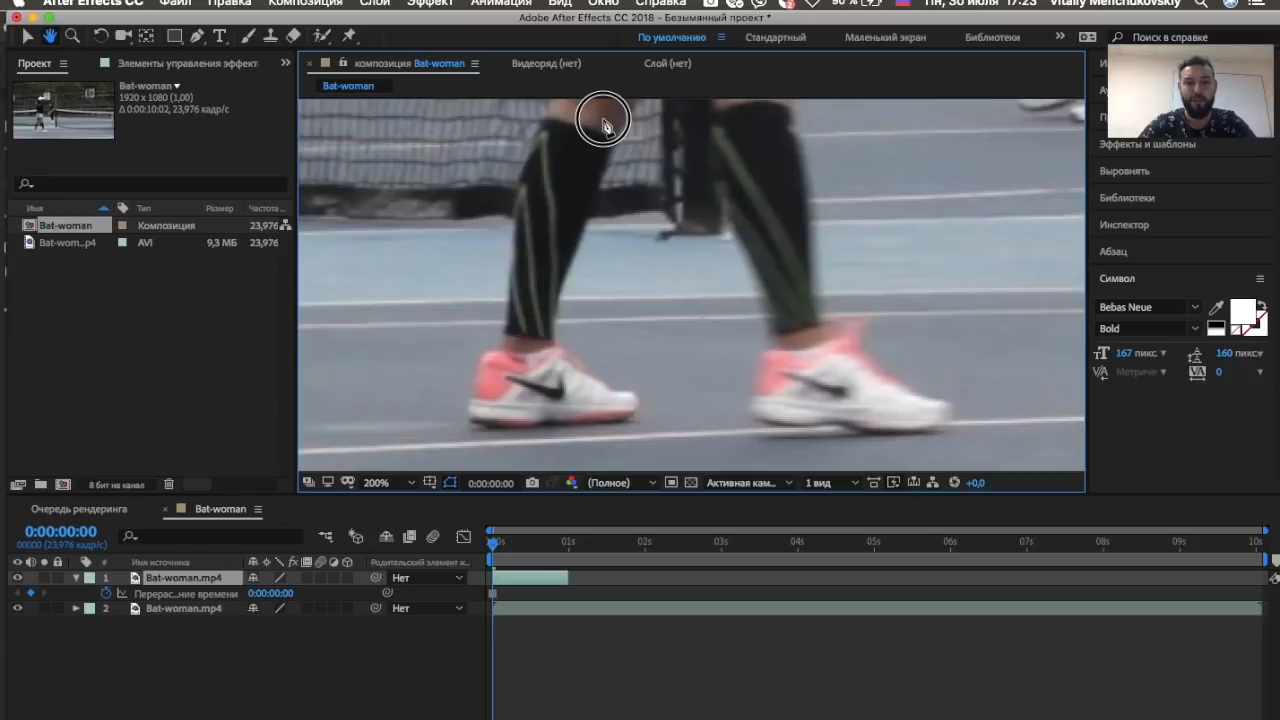 After Effects CC Файл Правка Композиция Слой Эффект Анимация Вид Окно Справка 90 % Пн, 30 июля 17:23 Vitaliy Menchukovskiy
Adobe After Effects CC 2018 - Безымянный проект *
По умолчанию Стандартный Маленький экран Библиотеки Поиск в справке
Проект Элементы управления эффект
композиция Bat-woman Видеоряд (нет) Слой (нет)
Bat-woman
Bat-woman
1920 x 1080 (1,00)
Δ 0:00:10:02, 23,976 кадр/с)
Эффекты и шаблоны
Выровнять
Библиотеки
Инспектор
Абзац
Символ
Имя Тип Размер Частота...
Bat-woman Композиция 23,976
Bat-wom...p4 AVI 9,3 МБ 23,976
Bebas Neue
Bold
167 пикс. 160 пикс
Метриче 0
8 бит на канал
200% 0:00:00:00 (Полное) Активная кам... 1 вид +0,0
Очередь рендеринга Bat-woman
0:00:00:00
00000 (23.976 кадр/с)
01s 02s 03s 04s 05s 06s 07s 08s 09s 10s
# Имя источника Родительский элемент и...
1 Bat-woman.mp4 Нет
Перерас...ние времени 0:00:00:00
2 Bat-woman.mp4 Нет